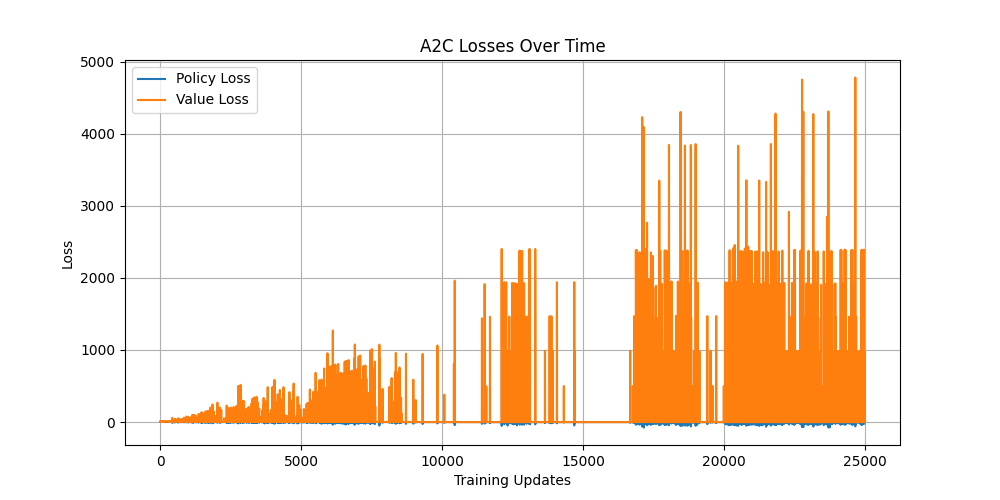 A2C Losses Over Time
Policy Loss
Value Loss
5000
4000
3000
2000
1000
0
Loss
0 5000 10000 15000 20000 25000
Training Updates